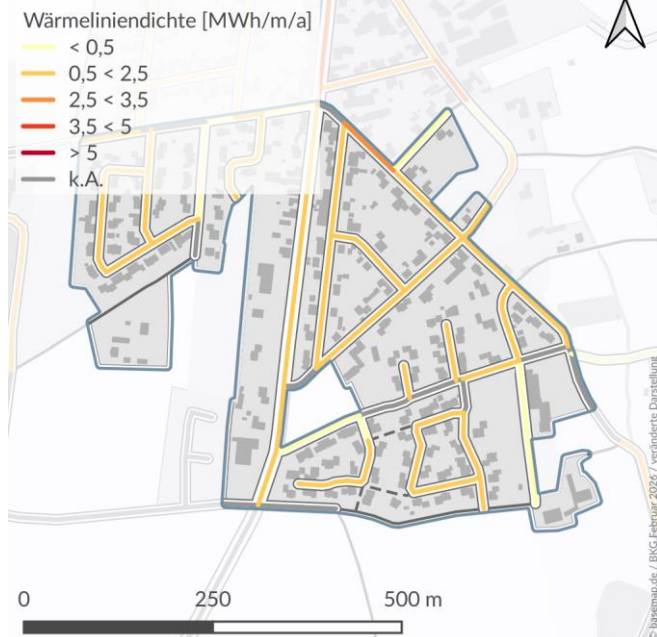 Wärmeliniendichte [MWh/m/a]
< 0,5
0,5 < 2,5
2,5 < 3,5
3,5 < 5
> 5
k.A.
0 250 500 m
basemap.de / BKG Februar 2026 / veränderte Darstellung